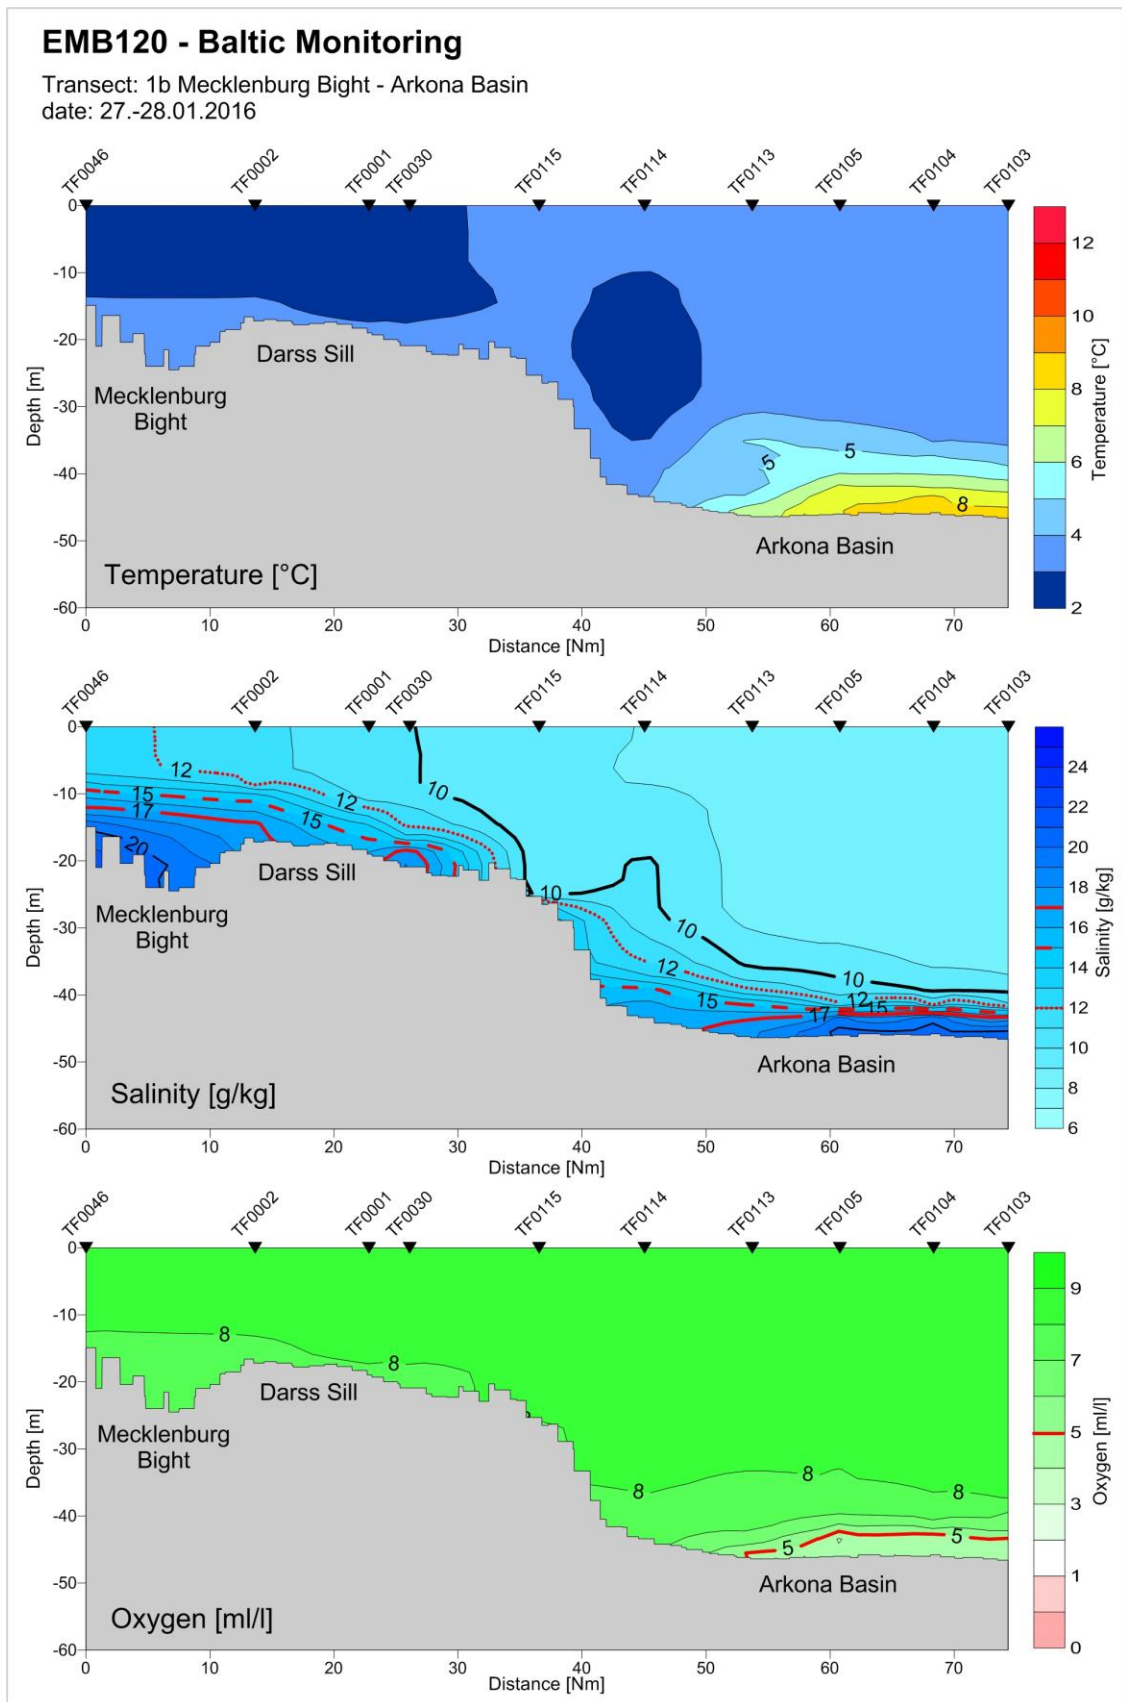 EMB120 - Baltic Monitoring
Transect: 1b Mecklenburg Bight - Arkona Basin
date: 27.-28.01.2016
TF0046 TF0002 TF0001 TF0030 TF0115 TF0114 TF0113 TF0105 TF0104 TF0103
0
-10
-20
-30
-40
-50
-60
Depth [m]
Darss Sill
Mecklenburg
Bight
5 5
8
Arkona Basin
Temperature [°C]
0 10 20 30 40 50 60 70
Distance [Nm]
12
10
8
6
4
2
Temperature [°C]
TF0046 TF0002 TF0001 TF0030 TF0115 TF0114 TF0113 TF0105 TF0104 TF0103
0
-10
-20
-30
-40
-50
-60
Depth [m]
12 10
15 12
17 15
20
Darss Sill
Mecklenburg
Bight
10
10
12 10
15 12 15
17
Arkona Basin
Salinity [g/kg]
0 10 20 30 40 50 60 70
Distance [Nm]
24
22
20
18
16
14
12
10
8
6
Salinity [g/kg]
TF0046 TF0002 TF0001 TF0030 TF0115 TF0114 TF0113 TF0105 TF0104 TF0103
0
-10
-20
-30
-40
-50
-60
Depth [m]
8 8
Darss Sill
Mecklenburg
Bight
8 8 8
5 5
Arkona Basin
Oxygen [ml/l]
0 10 20 30 40 50 60 70
Distance [Nm]
9
7
5
3
1
0
Oxygen [ml/l]